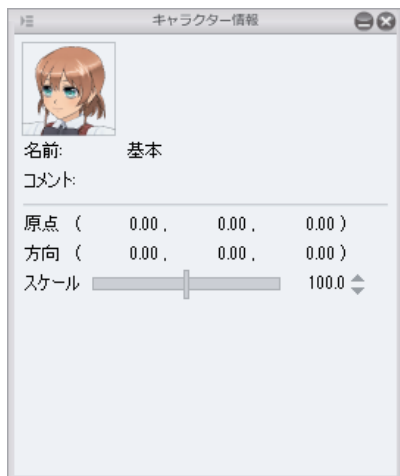 キャラクター情報
名前: 基本
コメント:
原点 ( 0.00 , 0.00 , 0.00 )
方向 ( 0.00 , 0.00 , 0.00 )
スケール 100.0